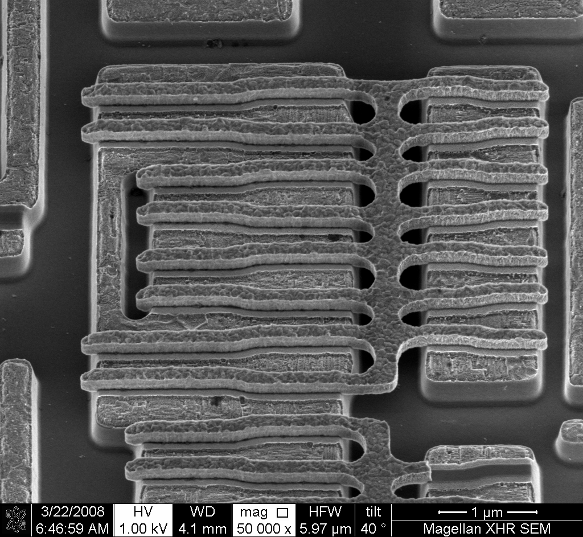 3/22/2008 HV WD mag HFW tilt 1 µm
6:46:59 AM 1.00 kV 4.1 mm 50 000 x 5.97 µm 40 ° Magellan XHR SEM